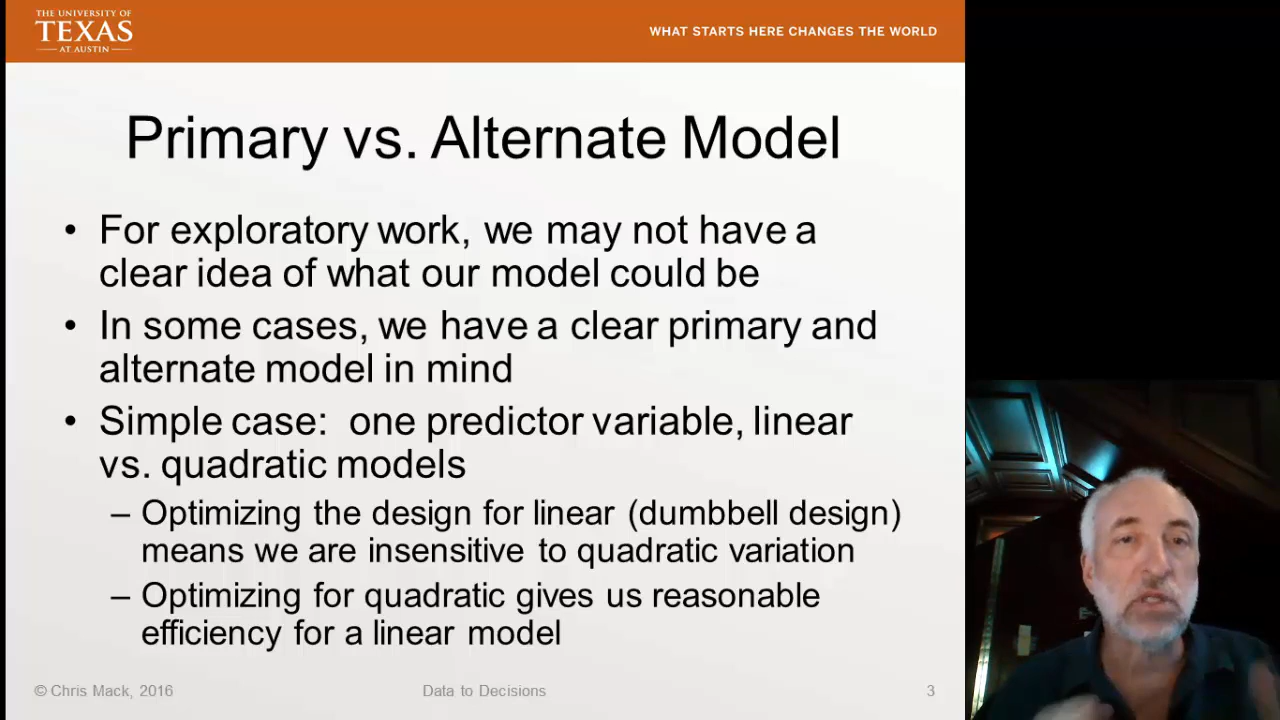 THE UNIVERSITY OF
TEXAS
AT AUSTIN
WHAT STARTS HERE CHANGES THE WORLD
Primary vs. Alternate Model
• For exploratory work, we may not have a
clear idea of what our model could be
• In some cases, we have a clear primary and
alternate model in mind
• Simple case: one predictor variable, linear
vs. quadratic models
– Optimizing the design for linear (dumbbell design)
means we are insensitive to quadratic variation
– Optimizing for quadratic gives us reasonable
efficiency for a linear model
© Chris Mack, 2016
Data to Decisions
3